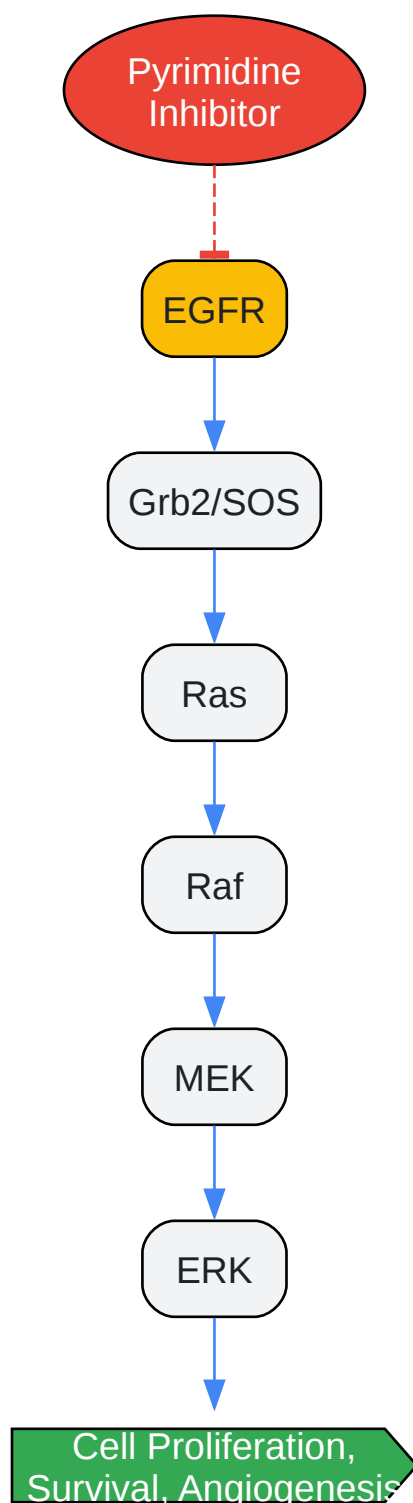 Pyrimidine
Inhibitor
EGFR
Grb2/SOS
Ras
Raf
MEK
ERK
Cell Proliferation,
Survival, Angiogenesis